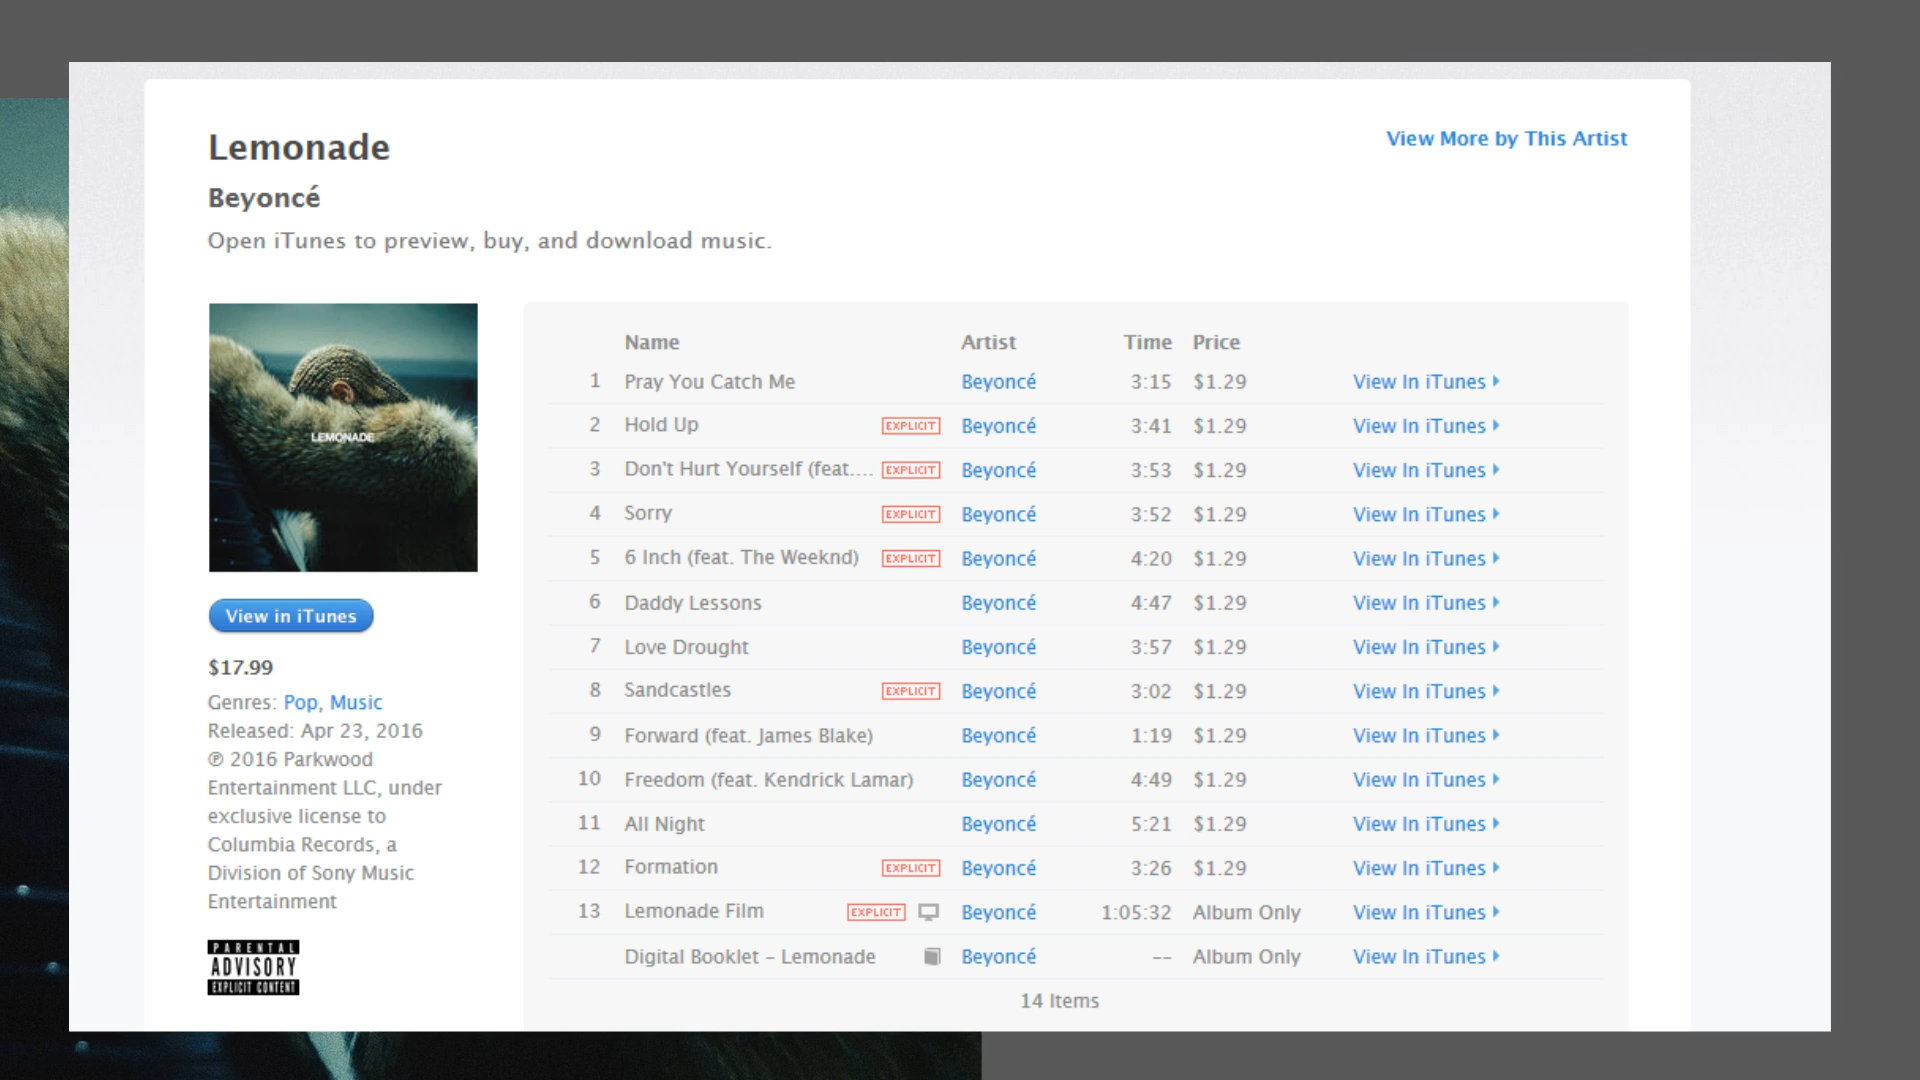 Lemonade
View More by This Artist
Beyoncé
Open iTunes to preview, buy, and download music.
LEMONADE
View in iTunes
$17.99
Genres: Pop, Music
Released: Apr 23, 2016
℗ 2016 Parkwood
Entertainment LLC, under
exclusive license to
Columbia Records, a
Division of Sony Music
Entertainment
PARENTAL
ADVISORY
EXPLICIT CONTENT
Name Artist Time Price
1 Pray You Catch Me Beyoncé 3:15 $1.29 View In iTunes
2 Hold Up EXPLICIT Beyoncé 3:41 $1.29 View In iTunes
3 Don't Hurt Yourself (feat.... EXPLICIT Beyoncé 3:53 $1.29 View In iTunes
4 Sorry EXPLICIT Beyoncé 3:52 $1.29 View In iTunes
5 6 Inch (feat. The Weeknd) EXPLICIT Beyoncé 4:20 $1.29 View In iTunes
6 Daddy Lessons Beyoncé 4:47 $1.29 View In iTunes
7 Love Drought Beyoncé 3:57 $1.29 View In iTunes
8 Sandcastles EXPLICIT Beyoncé 3:02 $1.29 View In iTunes
9 Forward (feat. James Blake) Beyoncé 1:19 $1.29 View In iTunes
10 Freedom (feat. Kendrick Lamar) Beyoncé 4:49 $1.29 View In iTunes
11 All Night Beyoncé 5:21 $1.29 View In iTunes
12 Formation EXPLICIT Beyoncé 3:26 $1.29 View In iTunes
13 Lemonade Film EXPLICIT Beyoncé 1:05:32 Album Only View In iTunes
Digital Booklet – Lemonade Beyoncé -- Album Only View In iTunes
14 Items